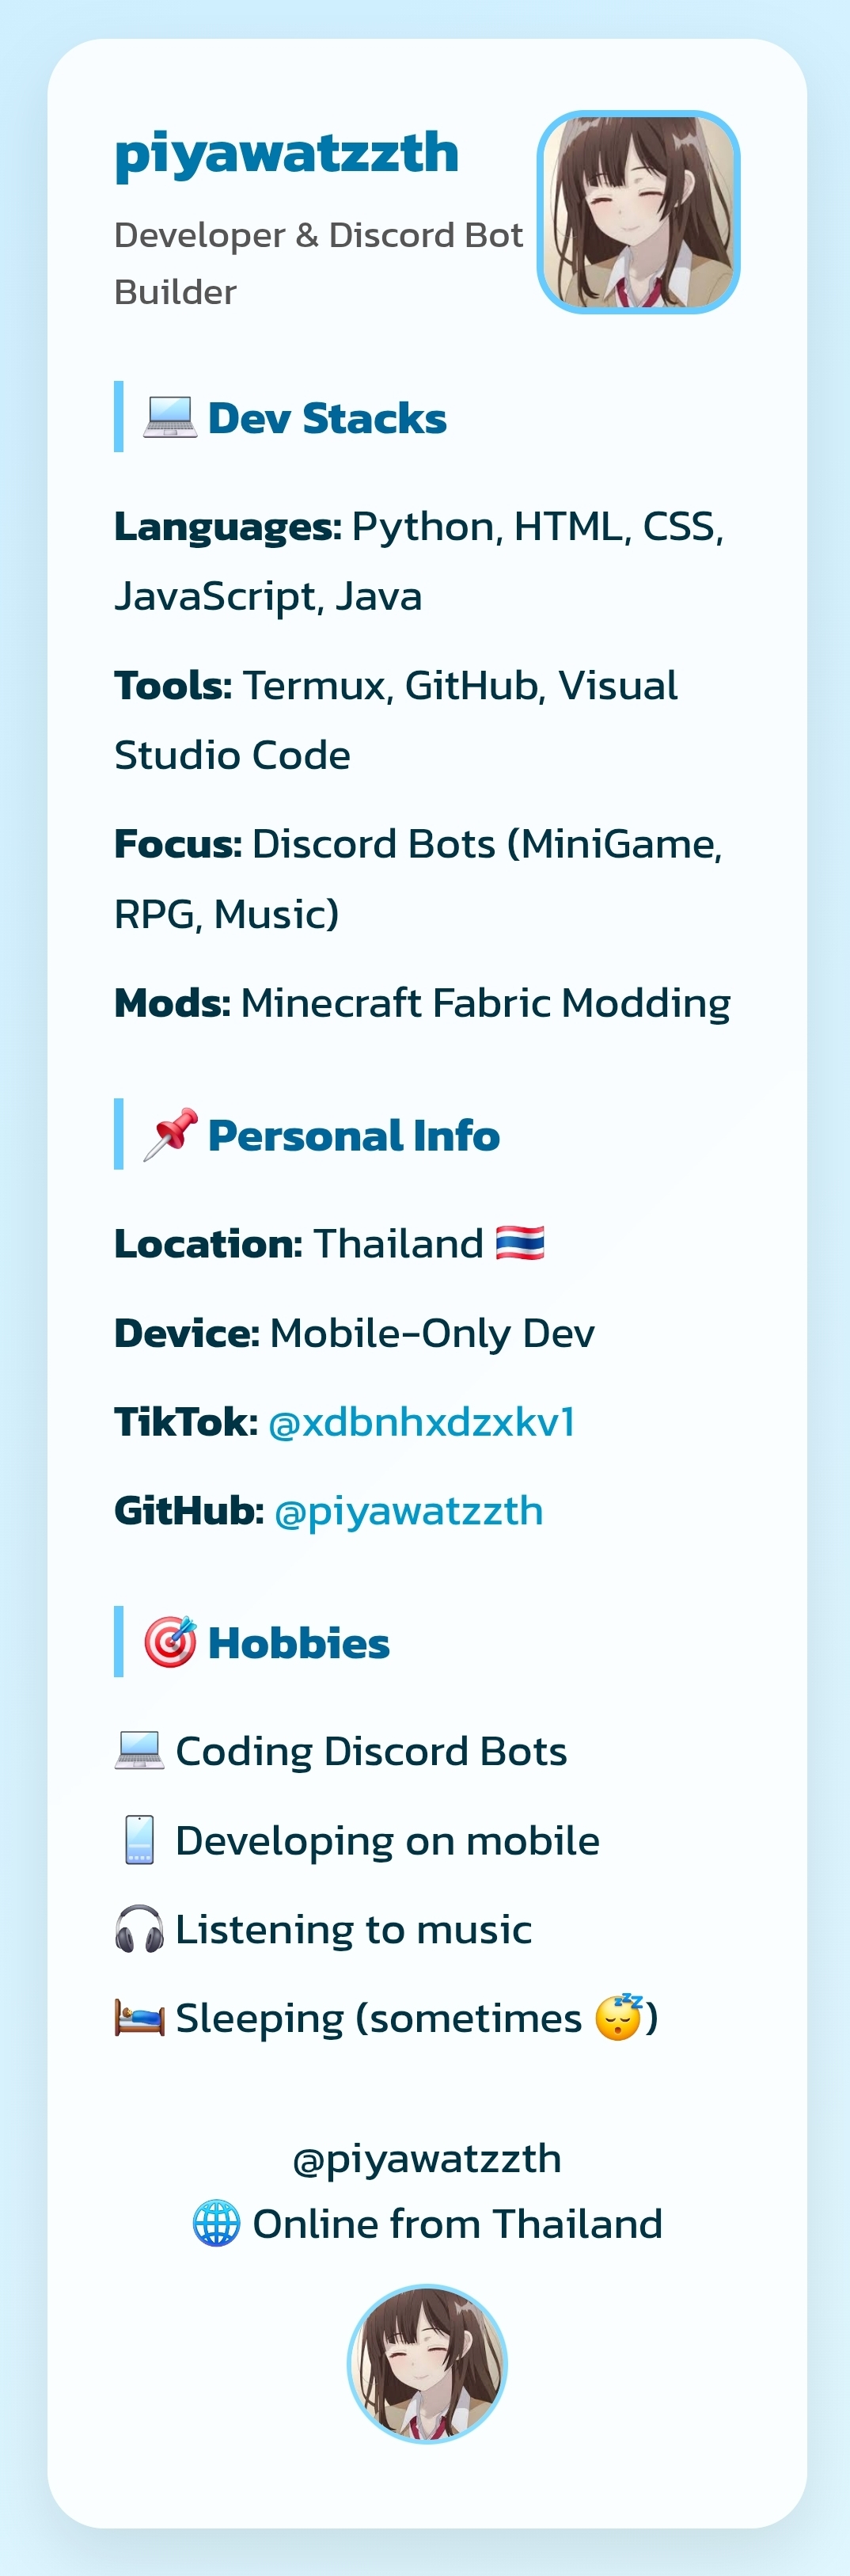 piyawatzzth
Developer & Discord Bot
Builder
💻 Dev Stacks
Languages: Python, HTML, CSS,
JavaScript, Java
Tools: Termux, GitHub, Visual
Studio Code
Focus: Discord Bots (MiniGame,
RPG, Music)
Mods: Minecraft Fabric Modding
📌 Personal Info
Location: Thailand 🇹🇭
Device: Mobile-Only Dev
TikTok: @xdbnhxdzxkv1
GitHub: @piyawatzzth
🎯 Hobbies
💻 Coding Discord Bots
📱 Developing on mobile
🎧 Listening to music
🛌 Sleeping (sometimes 😴)
@piyawatzzth
🌐 Online from Thailand